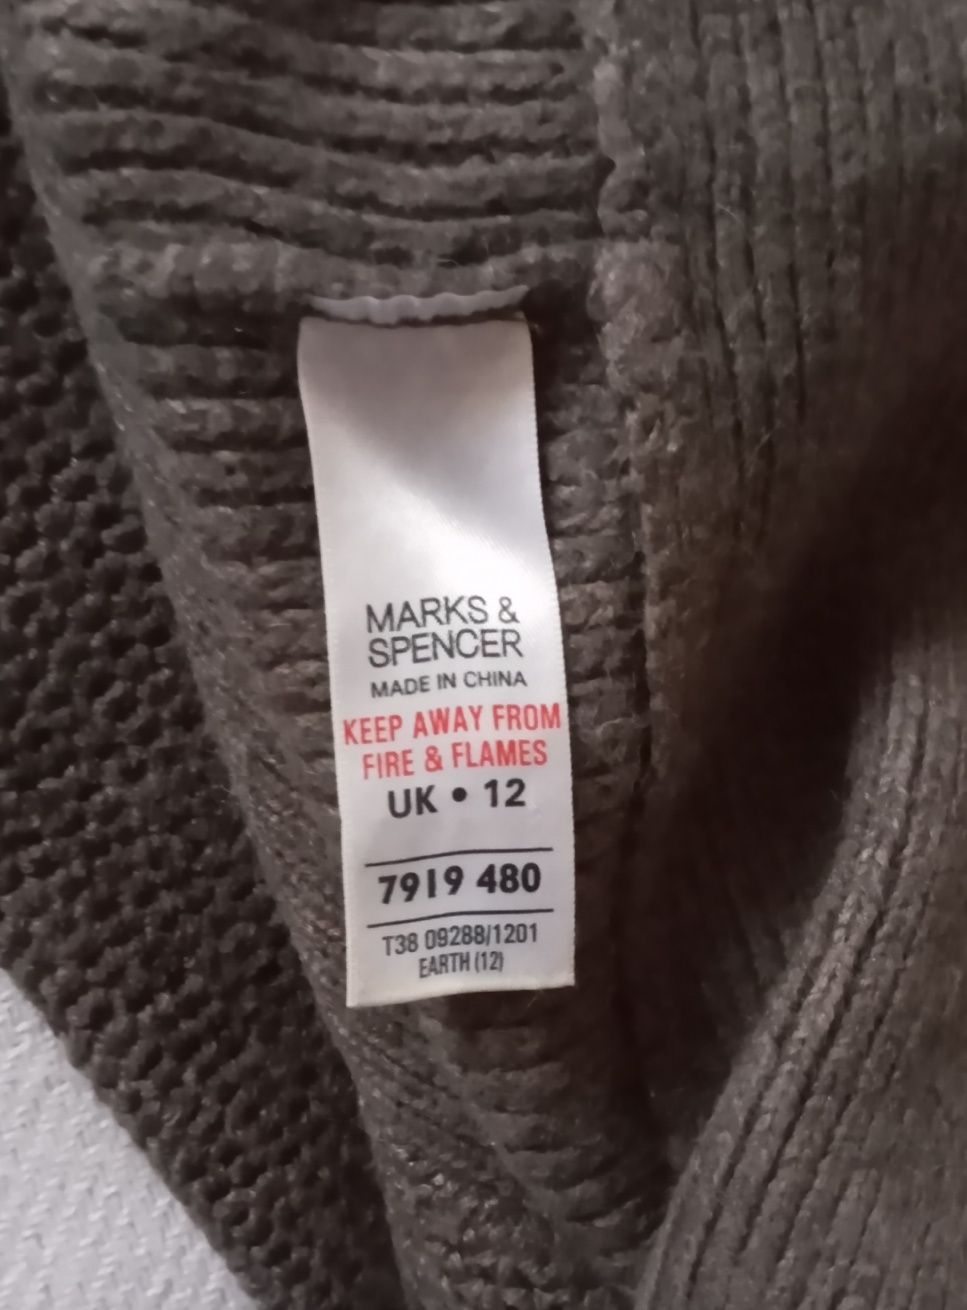 MARKS &
SPENCER
MADE IN CHINA
KEEP AWAY FROM
FIRE & FLAMES
UK • 12
7919 480
T38 09288/1201
EARTH (12)